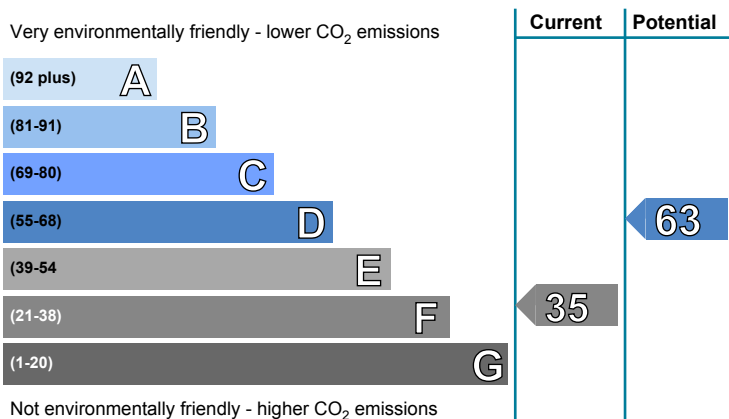 Current Potential
Very environmentally friendly - lower CO2 emissions
(92 plus) A
(81-91) B
(69-80) C
(55-68) D 63
(39-54 E
(21-38) F 35
(1-20) G
Not environmentally friendly - higher CO2 emissions